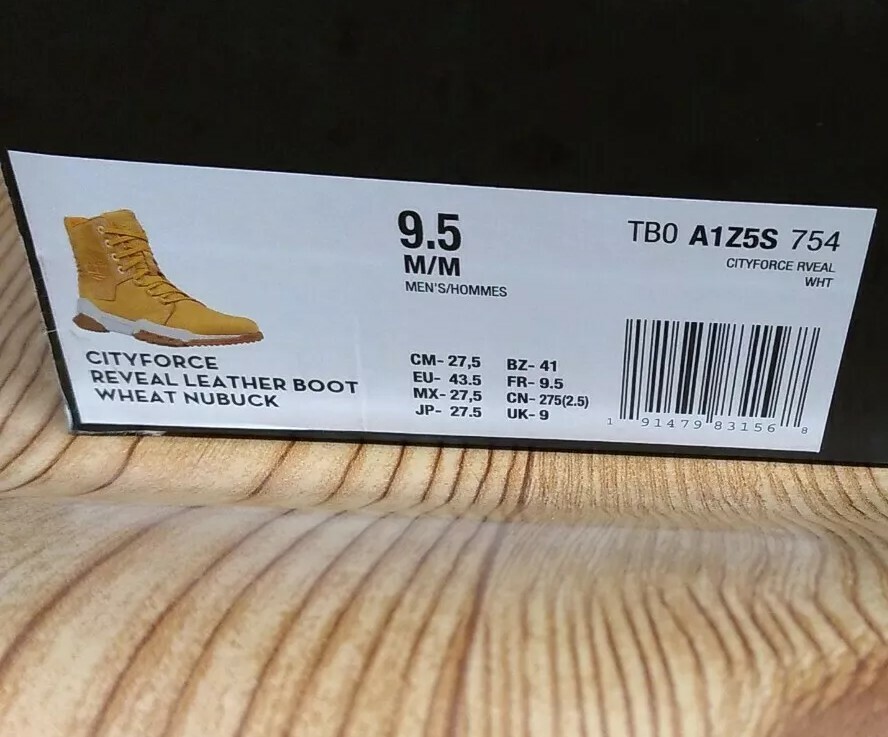 9.5
M/M
MEN'S/HOMMES
TB0 A1Z5S 754
CITYFORCE RVEAL
WHT
CITYFORCE
REVEAL LEATHER BOOT
WHEAT NUBUCK
CM- 27,5 BZ- 41
EU- 43.5 FR- 9.5
MX- 27,5 CN- 275(2.5)
JP- 27.5 UK- 9
1 91479 83156 8